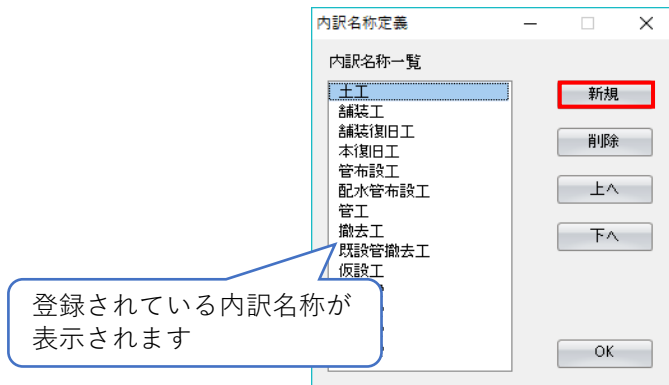 内訳名称定義
内訳名称一覧
土工
舗装工
舗装復旧工
本復旧工
管布設工
配水管布設工
管工
撤去工
既設管撤去工
仮設工
新規
削除
上へ
下へ
OK
登録されている内訳名称が
表示されます